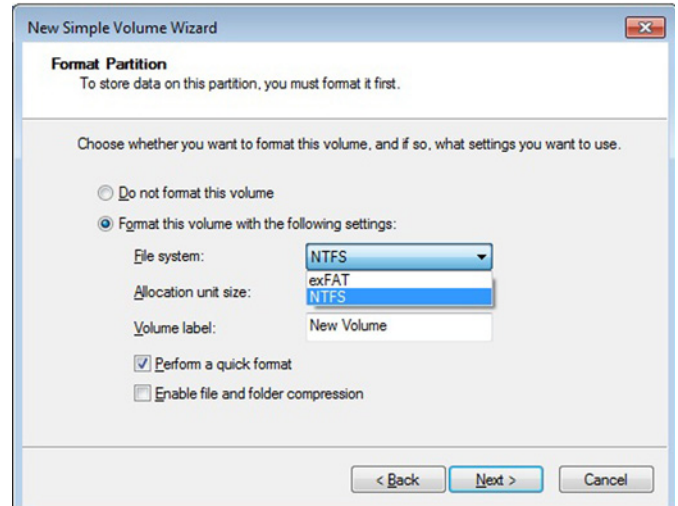 New Simple Volume Wizard
Format Partition
To store data on this partition, you must format it first.
Choose whether you want to format this volume, and if so, what settings you want to use.
Do not format this volume
Format this volume with the following settings:
File system: NTFS
exFAT
Allocation unit size: NTFS
Volume label: New Volume
Perform a quick format
Enable file and folder compression
< Back Next > Cancel